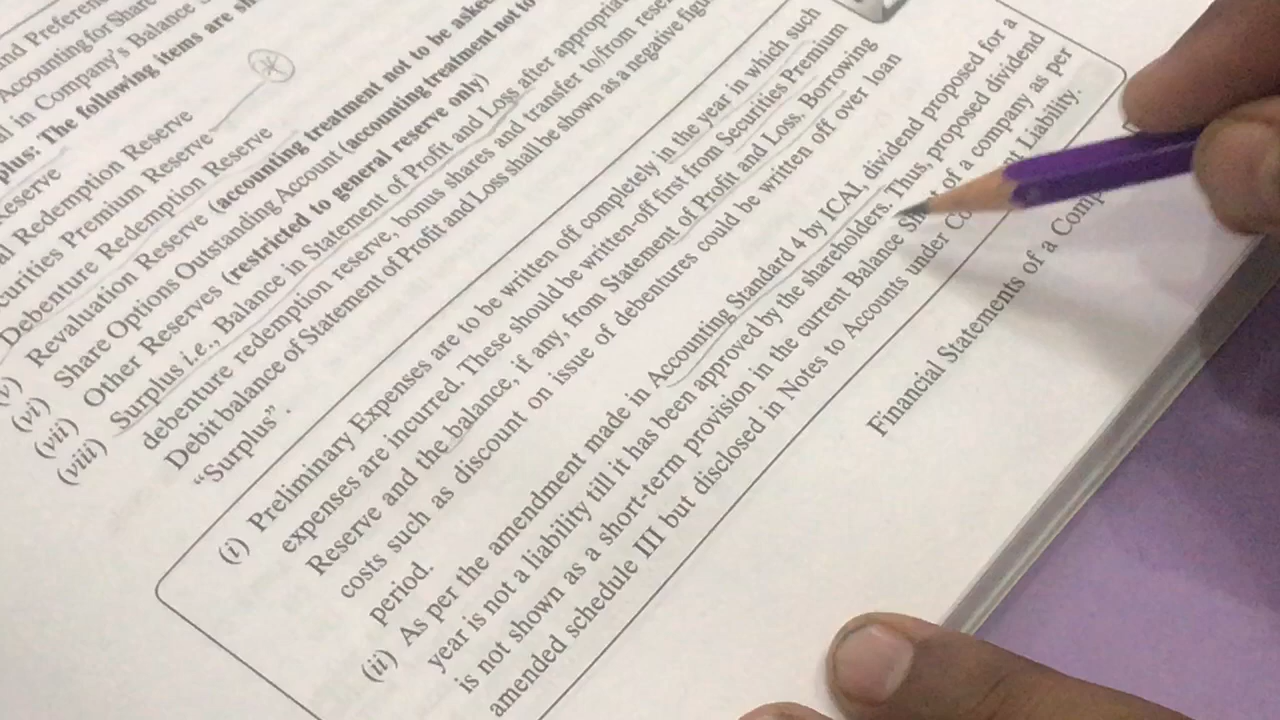 and Preferen
Accounting for Share
al in Company's Balance
plus: The following items are sh
Reserve
al Redemption Reserve
curities Premium Reserve
Debenture Redemption Reserve
(v) Revaluation Reserve (accounting treatment not to be asked
(vi) Share Options Outstanding Account (accounting treatment not to
(vii) Other Reserves (restricted to general reserve only)
(viii) Surplus i.e., Balance in Statement of Profit and Loss after appropriat
debenture redemption reserve, bonus shares and transfer to/from rese
Debit balance of Statement of Profit and Loss shall be shown as a negative figu
“Surplus”.
(i) Preliminary Expenses are to be written off completely in the year in which such
expenses are incurred. These should be written-off first from Securities Premium
Reserve and the balance, if any, from Statement of Profit and Loss, Borrowing
costs such as discount on issue of debentures could be written off over loan
period.
(ii) As per the amendment made in Accounting Standard 4 by ICAI, dividend proposed for a
year is not a liability till it has been approved by the shareholders. Thus, proposed dividend
is not shown as a short-term provision in the current Balance of a company as per
amended schedule III but disclosed in Notes to Accounts under Co nt Liability.
Financial Statements of a Comp